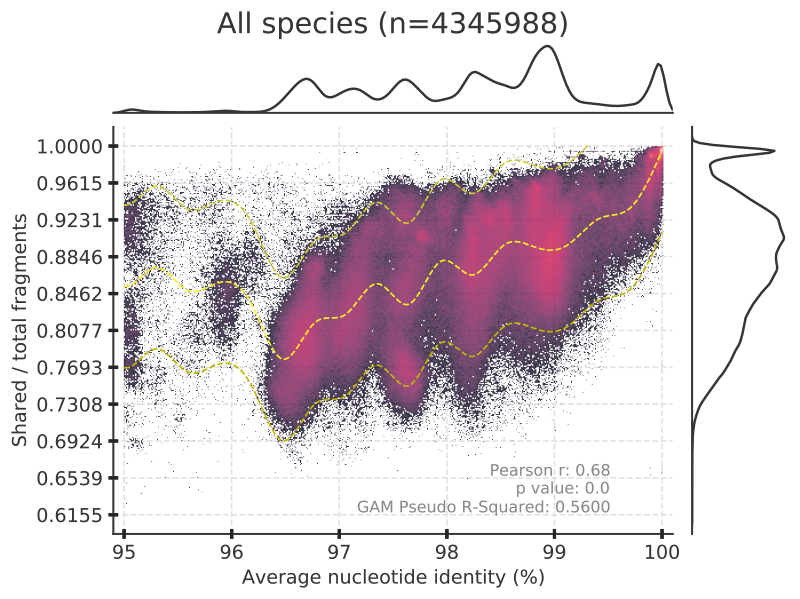 All species (n=4345988)
1.0000
0.9615
0.9231
0.8846
0.8462
0.8077
0.7693
0.7308
0.6924
0.6539
0.6155
Shared / total fragments
Pearson r: 0.68
p value: 0.0
GAM Pseudo R-Squared: 0.5600
95 96 97 98 99 100
Average nucleotide identity (%)